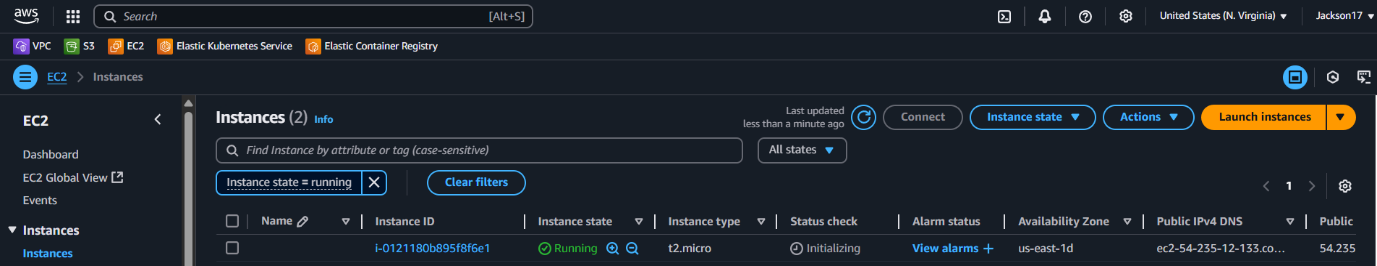 aws Search [Alt+S] United States (N. Virginia) Jackson17
VPC S3 EC2 Elastic Kubernetes Service Elastic Container Registry
EC2 > Instances
EC2
Dashboard
EC2 Global View
Events
Instances
Instances
Instances (2) Info
Last updated
less than a minute ago
Connect Instance state Actions Launch instances
Find Instance by attribute or tag (case-sensitive) All states
Instance state = running Clear filters
1
Name Instance ID Instance state Instance type Status check Alarm status Availability Zone Public IPv4 DNS Public
i-0121180b895f8f6e1 Running t2.micro Initializing View alarms + us-east-1d ec2-54-235-12-133.co... 54.235